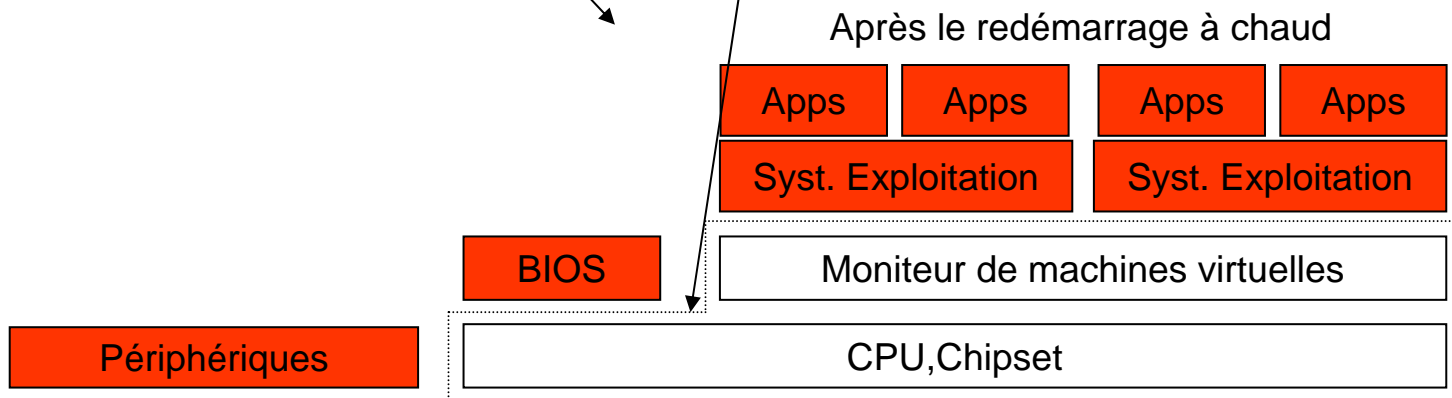 Après le redémarrage à chaud
Apps Apps Apps Apps
Syst. Exploitation Syst. Exploitation
BIOS Moniteur de machines virtuelles
Périphériques CPU,Chipset